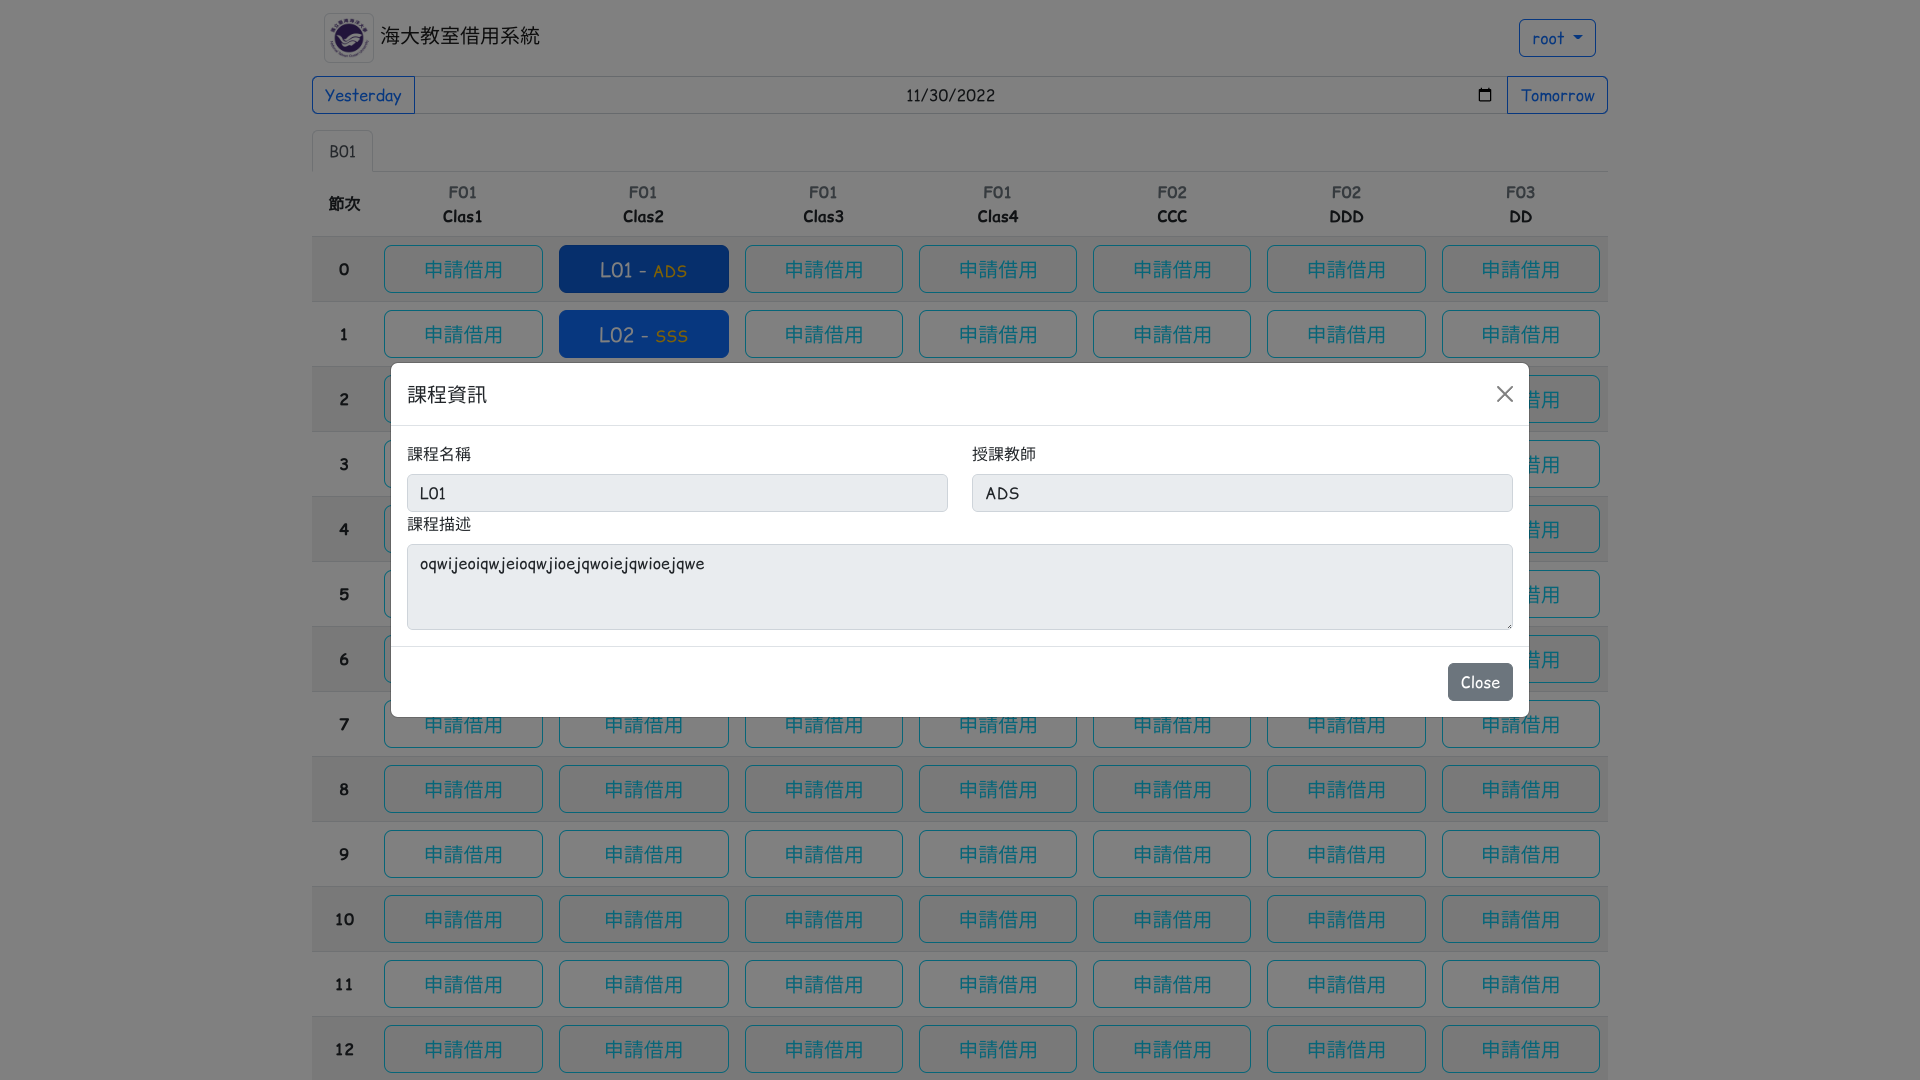 海大教室借用系統
root
Yesterday 11/30/2022 Tomorrow
B01
節次 F01 Clas1 F01 Clas2 F01 Clas3 F01 Clas4 F02 CCC F02 DDD F03 DD
0 申請借用 L01 - ADS 申請借用 申請借用 申請借用 申請借用 申請借用
1 申請借用 L02 - SSS 申請借用 申請借用 申請借用 申請借用 申請借用
課程資訊
課程名稱 授課教師
L01 ADS
課程描述
oqwijeoiqwjeioqwjioejqwoiejqwioejqwe
Close
2 借用
3 借用
4 借用
5 借用
6 借用
7 申請借用 申請借用 申請借用 申請借用 申請借用 申請借用 申請借用
8 申請借用 申請借用 申請借用 申請借用 申請借用 申請借用 申請借用
9 申請借用 申請借用 申請借用 申請借用 申請借用 申請借用 申請借用
10 申請借用 申請借用 申請借用 申請借用 申請借用 申請借用 申請借用
11 申請借用 申請借用 申請借用 申請借用 申請借用 申請借用 申請借用
12 申請借用 申請借用 申請借用 申請借用 申請借用 申請借用 申請借用